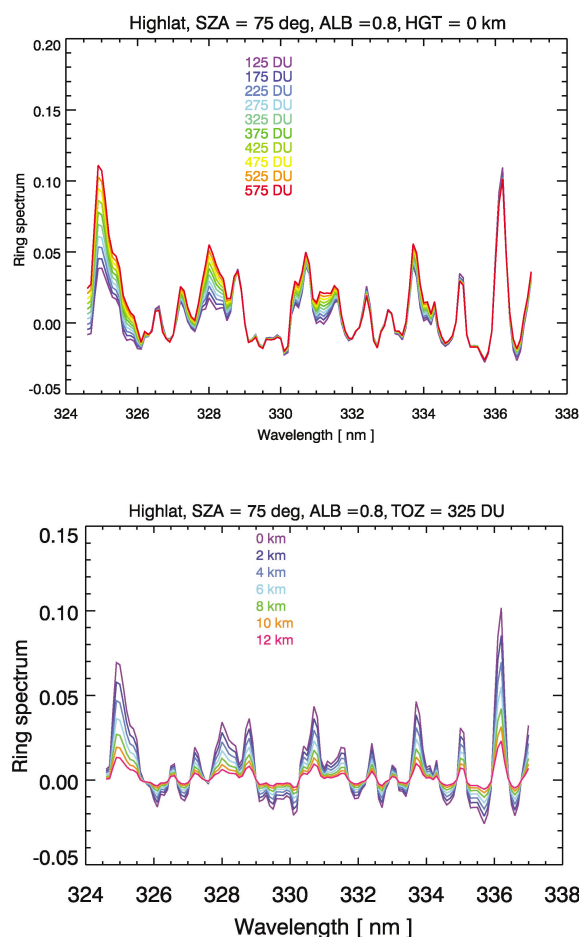 Highlat, SZA = 75 deg, ALB =0.8, HGT = 0 km
0.20
125 DU
175 DU
225 DU
275 DU
325 DU
375 DU
425 DU
475 DU
525 DU
575 DU
0.15
0.10
0.05
0.00
-0.05
Ring spectrum
324 326 328 330 332 334 336 338
Wavelength [ nm ]
Highlat, SZA = 75 deg, ALB =0.8, TOZ = 325 DU
0.15
0 km
2 km
4 km
6 km
8 km
10 km
12 km
0.10
0.05
0.00
-0.05
Ring spectrum
324 326 328 330 332 334 336 338
Wavelength [ nm ]